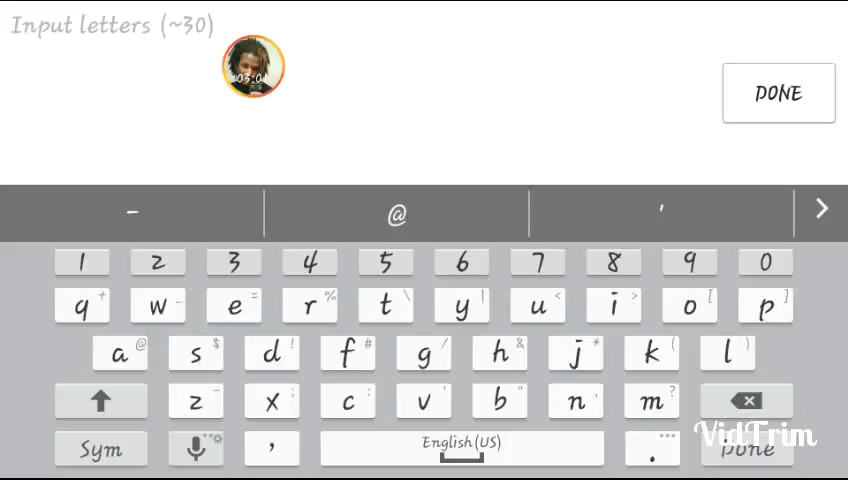 Input letters (~30)
03:04
DONE
- @ '
1 2 3 4 5 6 7 8 9 0
q + w - e = r % t \ y | u < i > o [ p ]
a @ s $ d ! f # g / h & j * k ( l )
z ~ x ; c : v ' b " n , m ?
VidTrim
Sym , English(US) . Done